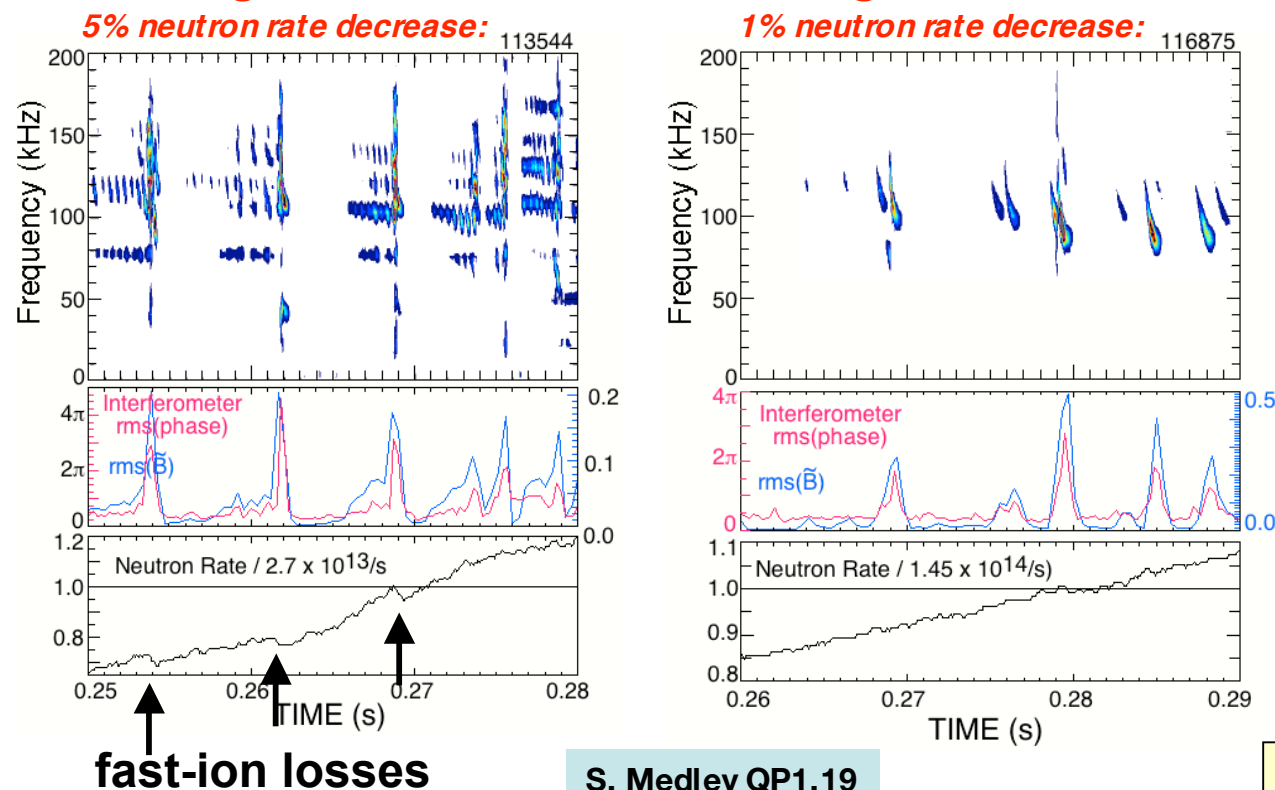 5% neutron rate decrease:
113544
200
150
100
50
0
Frequency (kHz)
Interferometer
rms(phase)
rms(B̃)
4π
2π
0
0.2
0.1
0.0
Neutron Rate / 2.7 x 10¹³/s
1.2
1.0
0.8
0.25
0.26
0.27
0.28
TIME (s)
fast-ion losses
1% neutron rate decrease:
116875
200
150
100
50
0
Frequency (kHz)
Interferometer
rms(phase)
rms(B̃)
4π
2π
0
0.5
0.0
Neutron Rate / 1.45 x 10¹⁴/s)
1.1
1.0
0.9
0.8
0.26
0.27
0.28
0.29
TIME (s)
S. Medley QP1.19